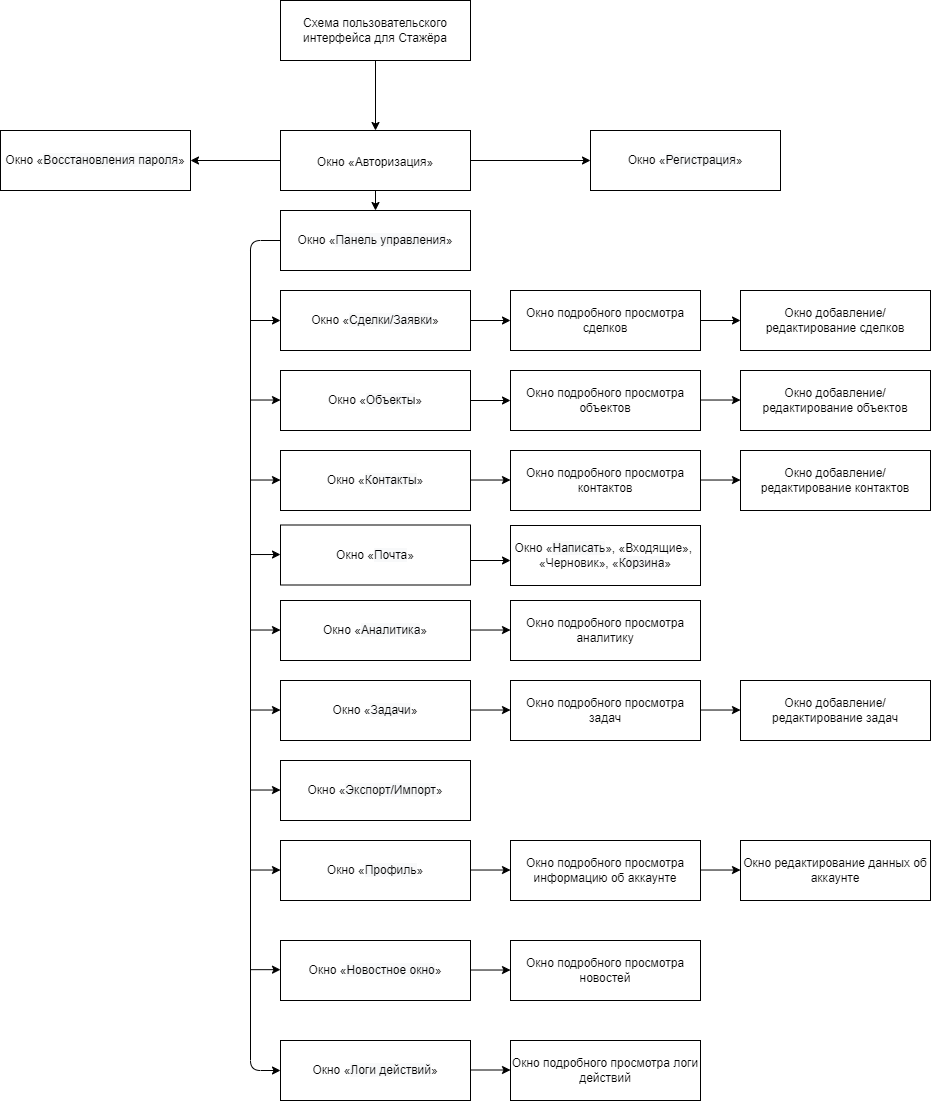 Схема пользовательского
интерфейса для Стажёра
Окно «Восстановления пароля»
Окно «Авторизация»
Окно «Регистрация»
Окно «Панель управления»
Окно «Сделки/Заявки»
Окно подробного просмотра
сделков
Окно добавление/
редактирование сделков
Окно «Объекты»
Окно подробного просмотра
объектов
Окно добавление/
редактирование объектов
Окно «Контакты»
Окно подробного просмотра
контактов
Окно добавление/
редактирование контактов
Окно «Почта»
Окно «Написать», «Входящие»,
«Черновик», «Корзина»
Окно «Аналитика»
Окно подробного просмотра
аналитику
Окно «Задачи»
Окно подробного просмотра
задач
Окно добавление/
редактирование задач
Окно «Экспорт/Импорт»
Окно «Профиль»
Окно подробного просмотра
информацию об аккаунте
Окно редактирование данных об
аккаунте
Окно «Новостное окно»
Окно подробного просмотра
новостей
Окно «Логи действий»
Окно подробного просмотра логи
действий